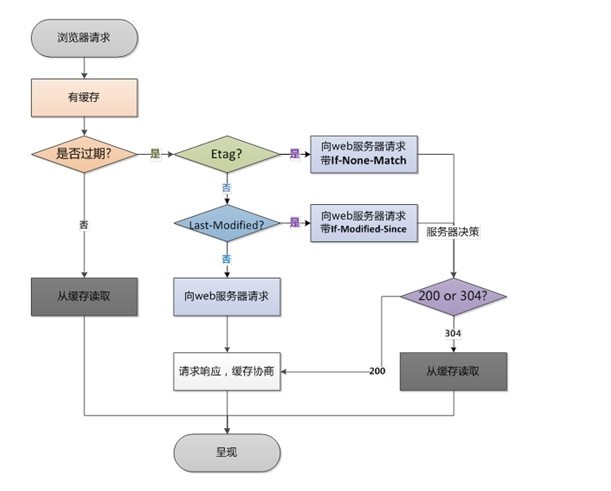 浏览器请求
有缓存
是否过期?
是
Etag?
是
向web服务器请求
带If-None-Match
否
否
Last-Modified?
是
向web服务器请求
带If-Modified-Since
服务器决策
否
从缓存读取
向web服务器请求
200 or 304?
304
请求响应，缓存协商
200
从缓存读取
呈现